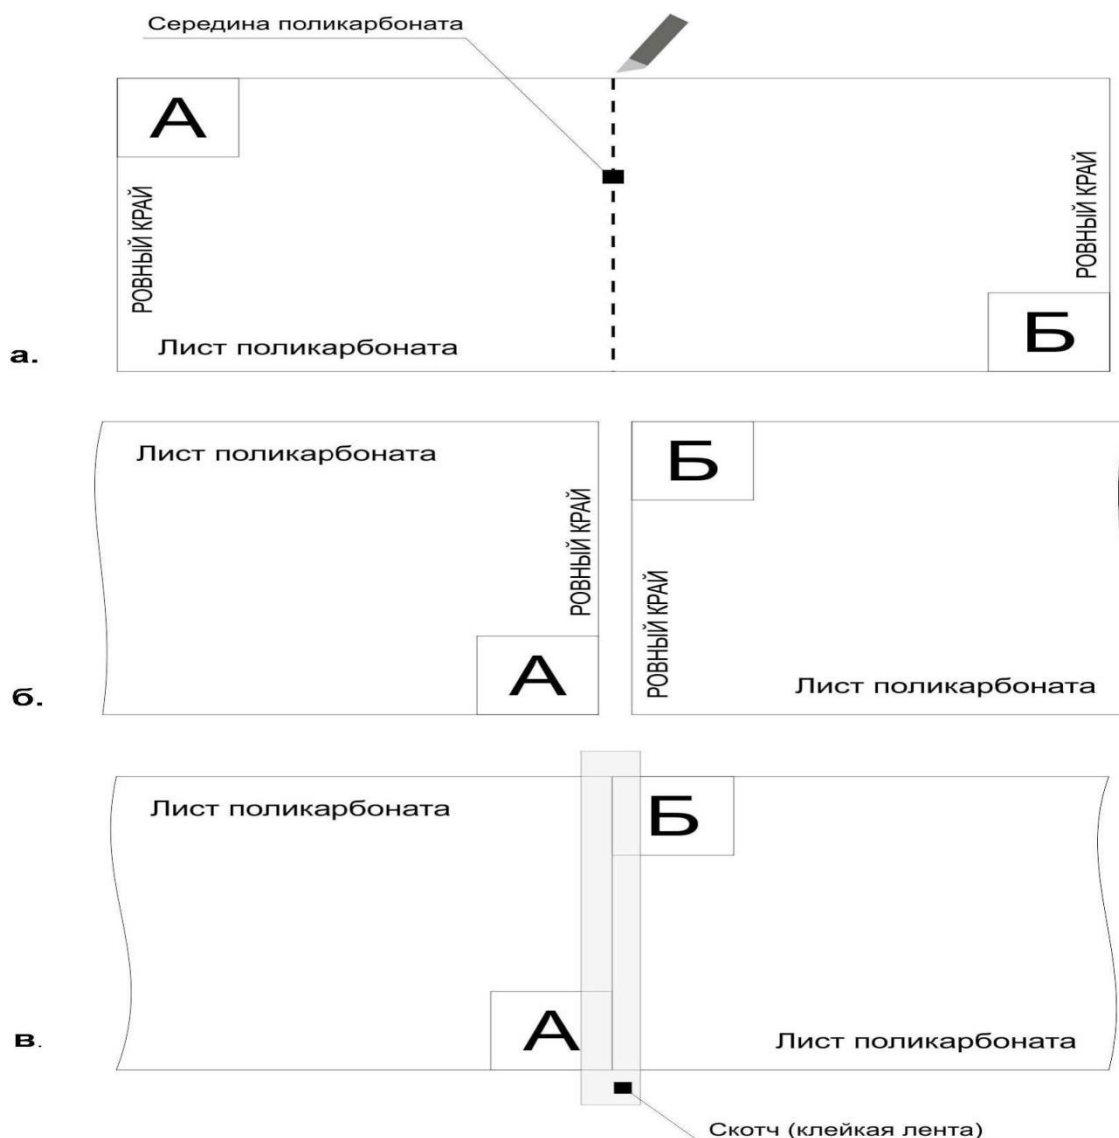 Середина поликарбоната
А
РОВНЫЙ КРАЙ
РОВНЫЙ КРАЙ
Б
Лист поликарбоната
а.
Лист поликарбоната
Б
РОВНЫЙ КРАЙ
РОВНЫЙ КРАЙ
А
Лист поликарбоната
б.
Лист поликарбоната
Б
А
Лист поликарбоната
в.
Скотч (клейкая лента)